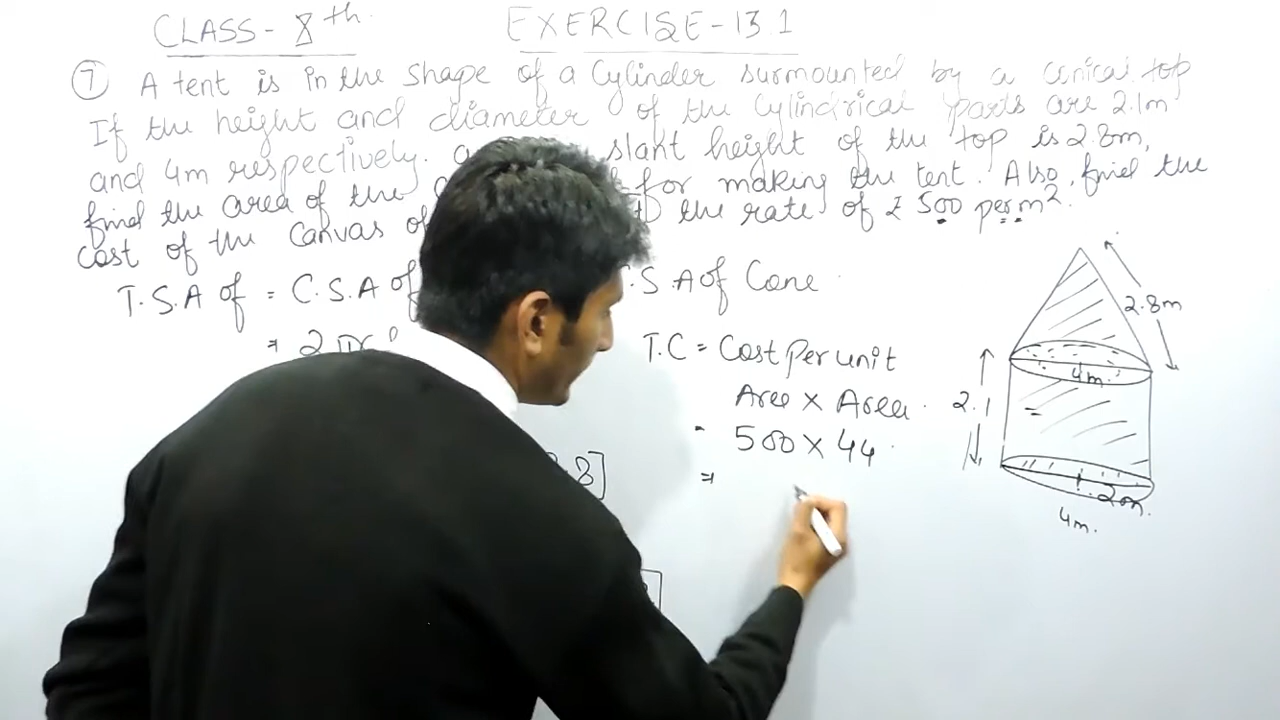 CLASS - X th. EXERCISE - 13.1
7 A tent is in the shape of a Cylinder surmounted by a conical top
If the height and diameter of the cylindrical parts are 2.1m
and 4m respectively. slant height of the top is 2.8m,
find the area of the for making the tent. Also, find the
cost of the canvas of the rate of ₹ 500 per m².
T.S.A of = C.S.A of S.A of Cone
= 2
T.C = Cost Per unit
Area × Area.
= 500 × 44
=
8]
2.8m
4m
2.1
2m.
4m.